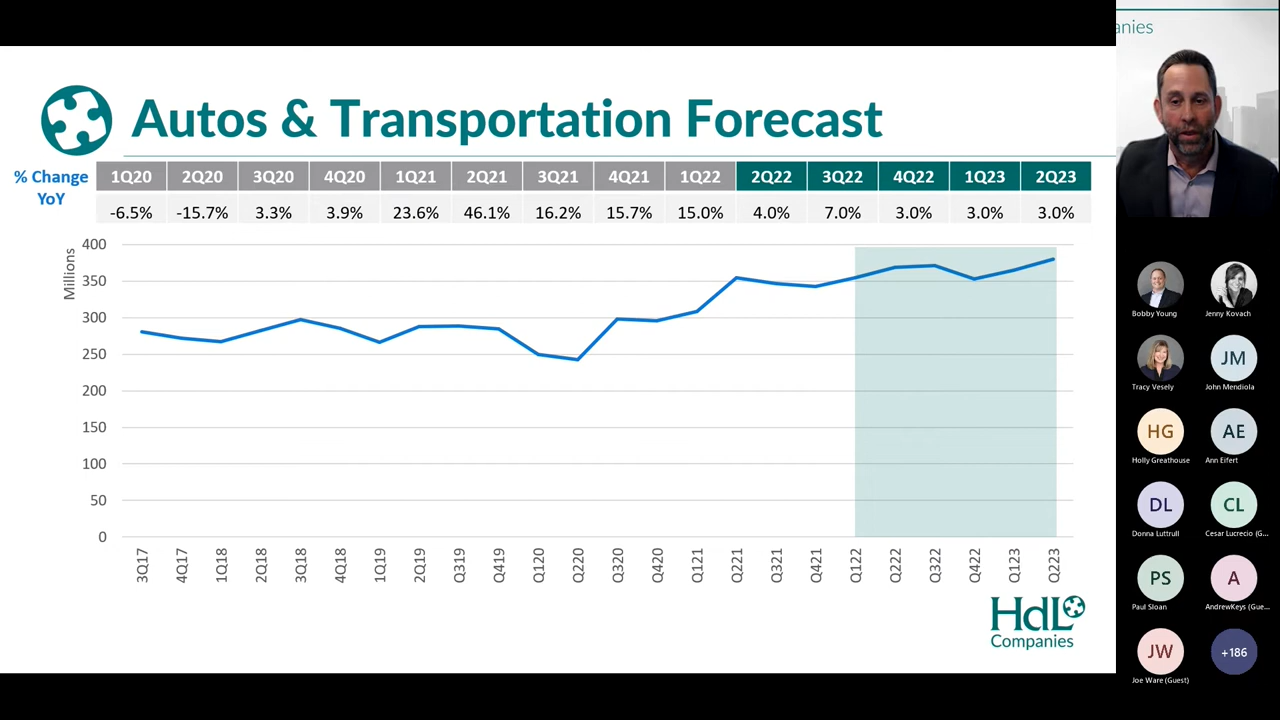 anies
Autos & Transportation Forecast
% Change
YoY
1Q20 2Q20 3Q20 4Q20 1Q21 2Q21 3Q21 4Q21 1Q22 2Q22 3Q22 4Q22 1Q23 2Q23
-6.5% -15.7% 3.3% 3.9% 23.6% 46.1% 16.2% 15.7% 15.0% 4.0% 7.0% 3.0% 3.0% 3.0%
Millions
400
350
300
250
200
150
100
50
0
3Q17 4Q17 1Q18 2Q18 3Q18 4Q18 1Q19 2Q19 Q319 Q419 Q120 Q220 Q320 Q420 Q121 Q221 Q321 Q421 Q122 Q222 Q322 Q422 Q123 Q223
HdL
Companies
Bobby Young
Jenny Kovach
Tracy Vesely
JM
John Mendiola
HG
Holly Greathouse
AE
Ann Eifert
DL
Donna Luttrull
CL
Cesar Lucrecio (G...
PS
Paul Sloan
A
AndrewKeys (Gue...
JW
Joe Ware (Guest)
+186